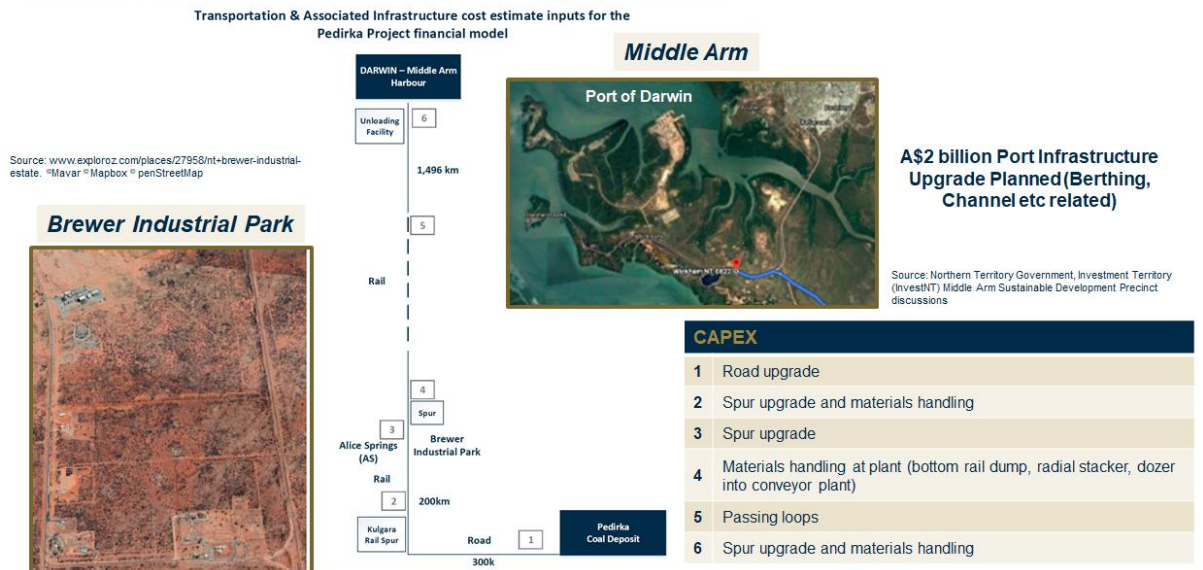 Transportation & Associated Infrastructure cost estimate inputs for the
Pedirka Project financial model
DARWIN – Middle Arm
Harbour
Unloading
Facility
6
1,496 km
5
Rail
4
Spur
3
Alice Springs
(AS)
Brewer
Industrial Park
Rail
2
200km
Kulgara
Rail Spur
Road
1
300k
Pedirka
Coal Deposit
Source: www.exploroz.com/places/27958/nt+brewer-industrial-
estate. ©Mavar © Mapbox © penStreetMap
Brewer Industrial Park
Middle Arm
Port of Darwin
Wickham NT 0822
A$2 billion Port Infrastructure
Upgrade Planned(Berthing,
Channel etc related)
Source: Northern Territory Government, Investment Territory
(InvestNT) Middle Arm Sustainable Development Precinct
discussions
CAPEX
1 Road upgrade
2 Spur upgrade and materials handling
3 Spur upgrade
4 Materials handling at plant (bottom rail dump, radial stacker, dozer
into conveyor plant)
5 Passing loops
6 Spur upgrade and materials handling